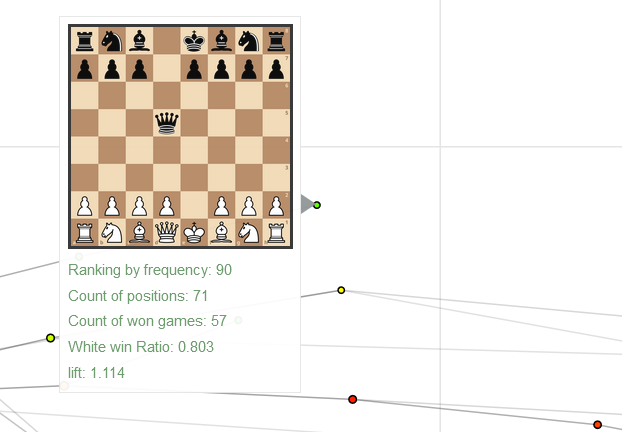 Ranking by frequency: 90
Count of positions: 71
Count of won games: 57
White win Ratio: 0.803
lift: 1.114